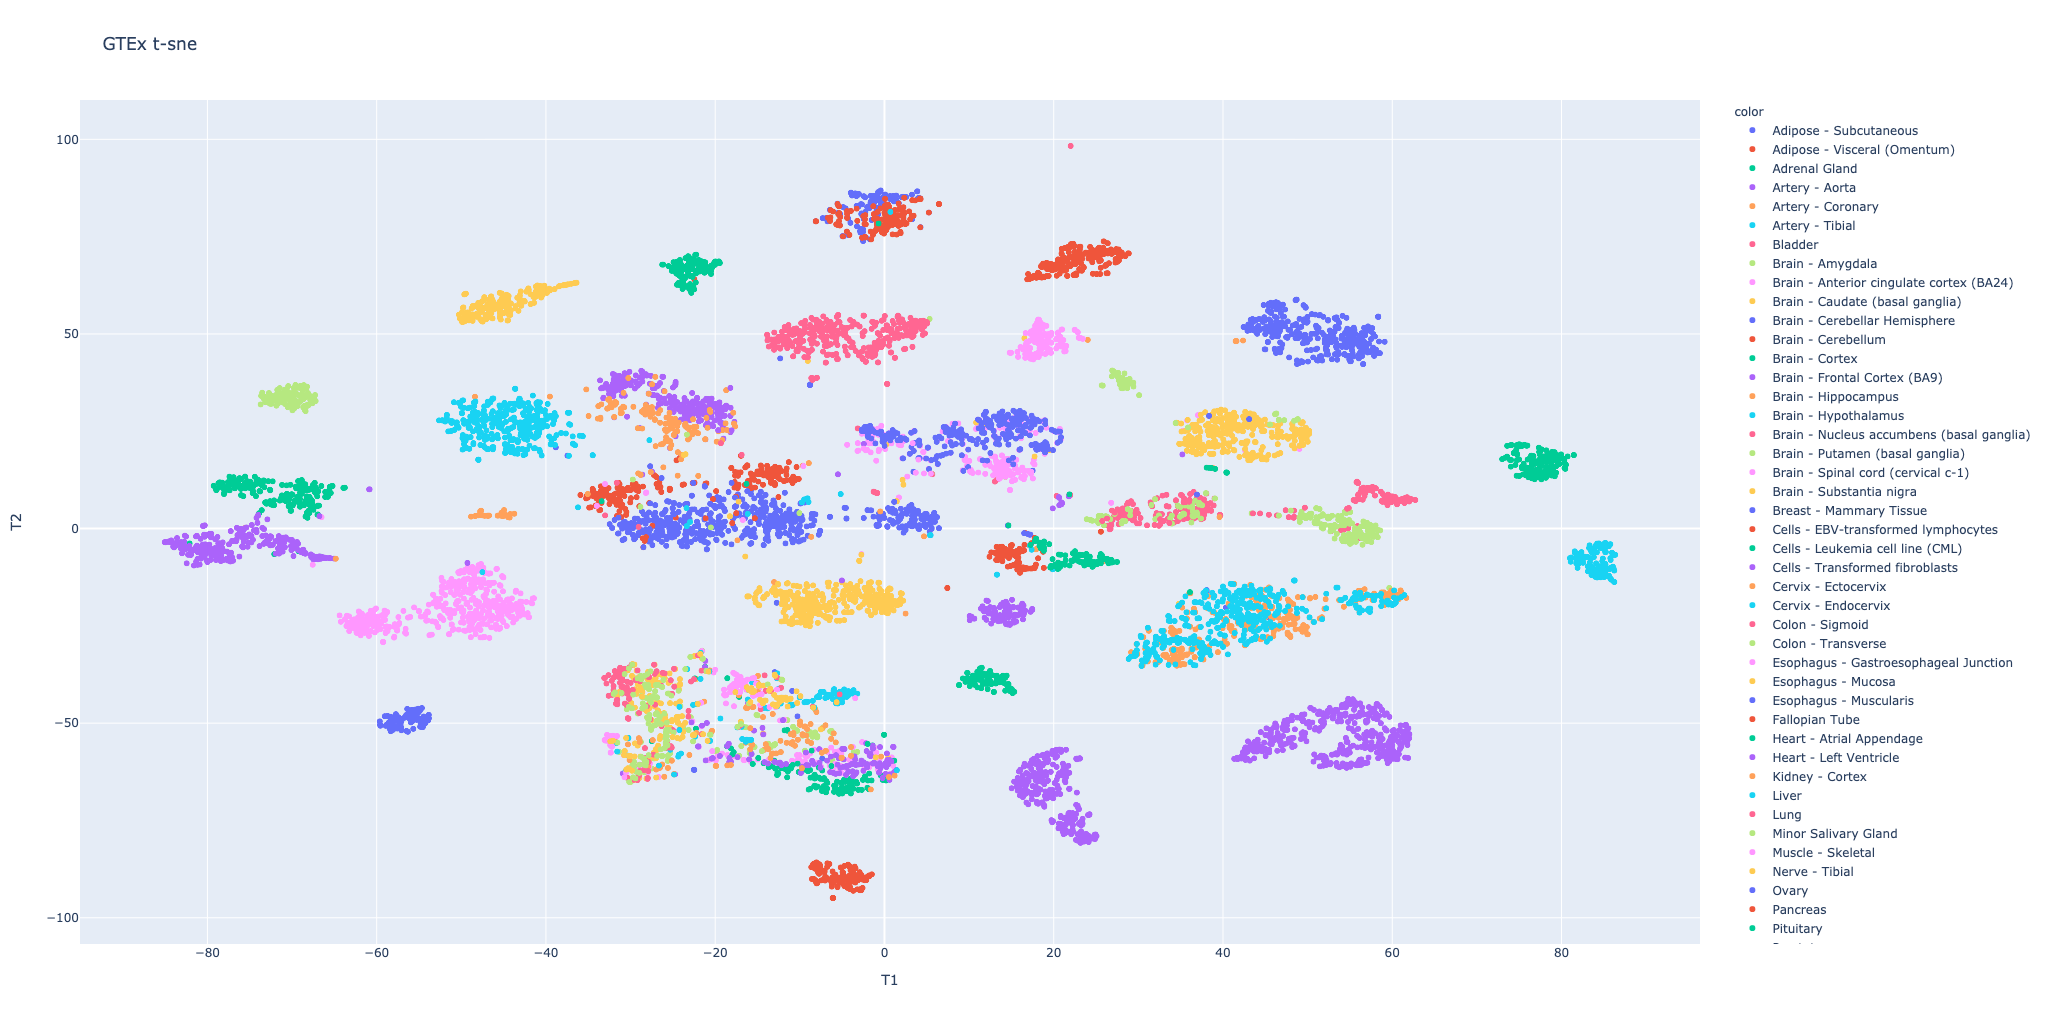 GTEx t-sne
100
50
0
−50
−100
T2
−80
−60
−40
−20
0
20
40
60
80
T1
color
Adipose - Subcutaneous
Adipose - Visceral (Omentum)
Adrenal Gland
Artery - Aorta
Artery - Coronary
Artery - Tibial
Bladder
Brain - Amygdala
Brain - Anterior cingulate cortex (BA24)
Brain - Caudate (basal ganglia)
Brain - Cerebellar Hemisphere
Brain - Cerebellum
Brain - Cortex
Brain - Frontal Cortex (BA9)
Brain - Hippocampus
Brain - Hypothalamus
Brain - Nucleus accumbens (basal ganglia)
Brain - Putamen (basal ganglia)
Brain - Spinal cord (cervical c-1)
Brain - Substantia nigra
Breast - Mammary Tissue
Cells - EBV-transformed lymphocytes
Cells - Leukemia cell line (CML)
Cells - Transformed fibroblasts
Cervix - Ectocervix
Cervix - Endocervix
Colon - Sigmoid
Colon - Transverse
Esophagus - Gastroesophageal Junction
Esophagus - Mucosa
Esophagus - Muscularis
Fallopian Tube
Heart - Atrial Appendage
Heart - Left Ventricle
Kidney - Cortex
Liver
Lung
Minor Salivary Gland
Muscle - Skeletal
Nerve - Tibial
Ovary
Pancreas
Pituitary